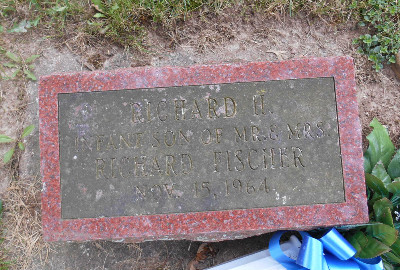 RICHARD H.
INFANT SON OF MR. & MRS.
RICHARD FISCHER
NOV. 15, 1964